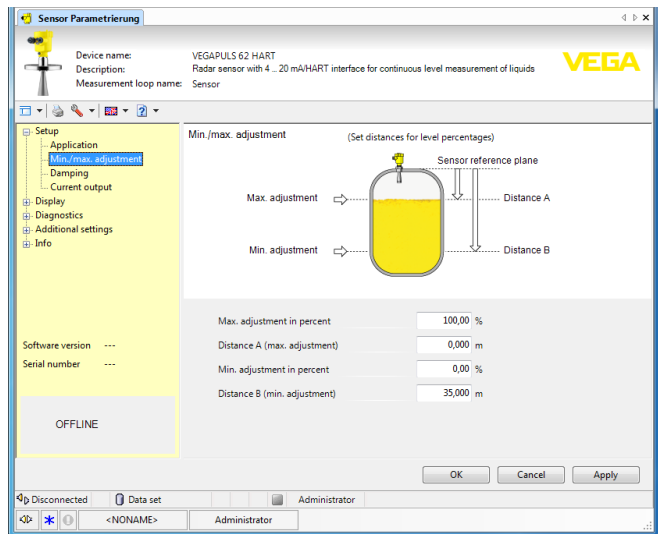 Sensor Parametrierung
Device name: VEGAPULS 62 HART
Description: Radar sensor with 4 .. 20 mA/HART interface for continuous level measurement of liquids
Measurement loop name: Sensor
VEGA
Setup
Application
Min./max. adjustment
Damping
Current output
Display
Diagnostics
Additional settings
Info
Software version ---
Serial number ---
OFFLINE
Min./max. adjustment
(Set distances for level percentages)
Sensor reference plane
Max. adjustment
Distance A
Min. adjustment
Distance B
Max. adjustment in percent 100,00 %
Distance A (max. adjustment) 0,000 m
Min. adjustment in percent 0,00 %
Distance B (min. adjustment) 35,000 m
OK Cancel Apply
Disconnected Data set Administrator
<NONAME> Administrator